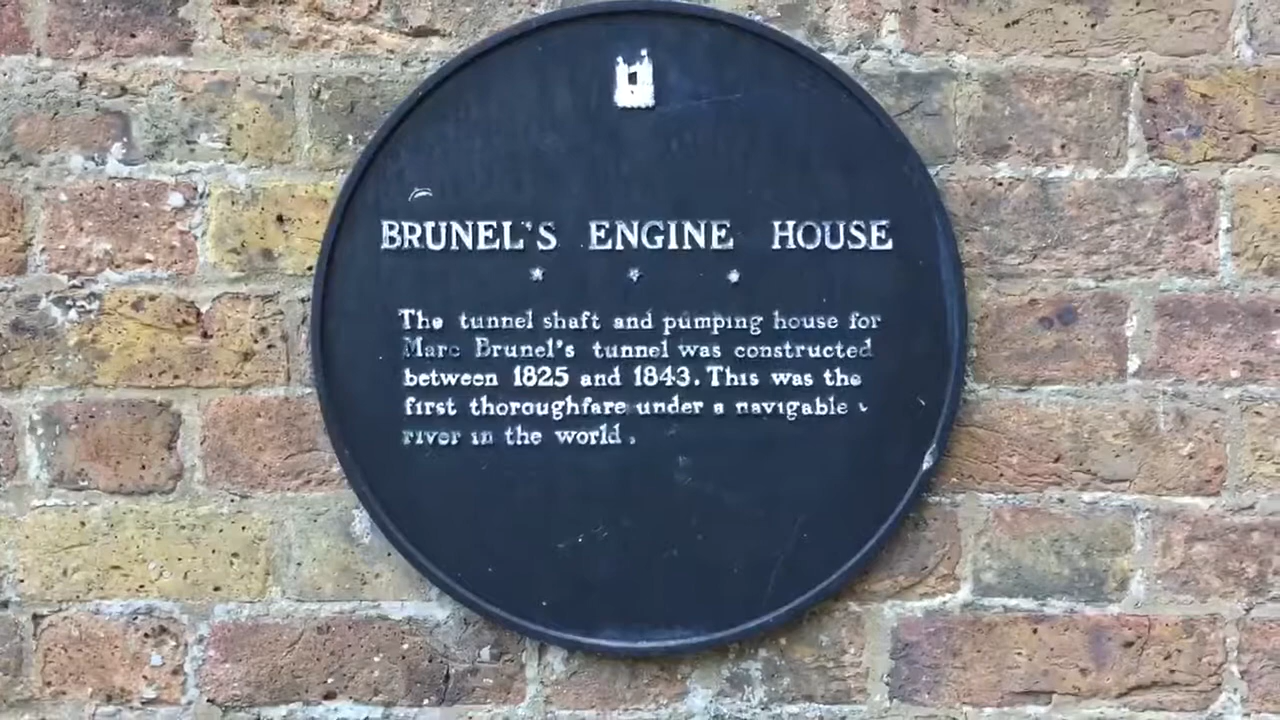 BRUNEL'S ENGINE HOUSE
The tunnel shaft and pumping house for
Marc Brunel's tunnel was constructed
between 1825 and 1843. This was the
first thoroughfare under a navigable
river in the world.